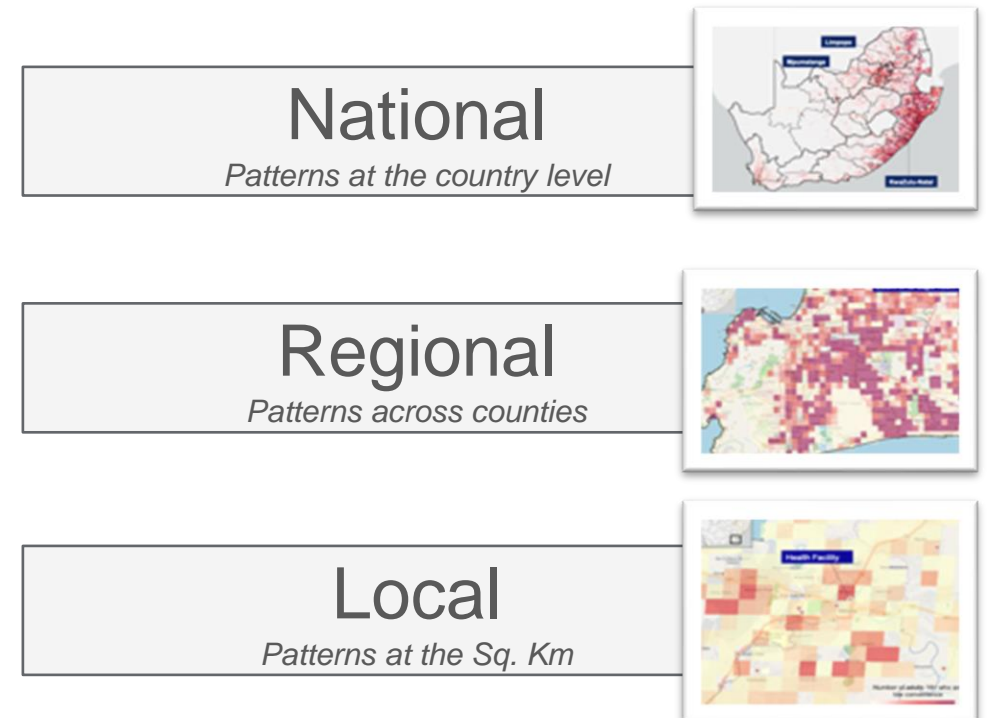 National
Patterns at the country level
Limpopo
Mpumalanga
KwaZulu-Natal
Regional
Patterns across counties
Local
Patterns at the Sq. Km
Health Facility